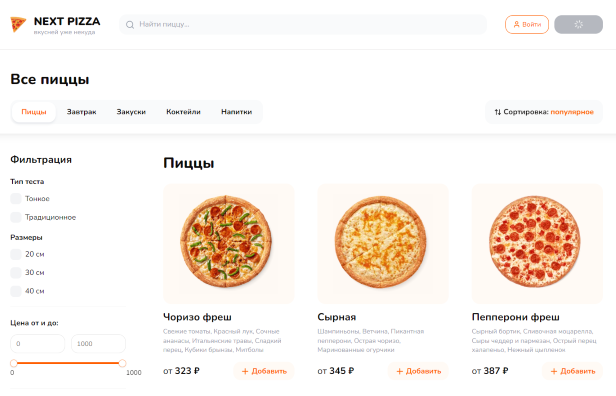 NEXT PIZZA
вкусней уже некуда
Найти пиццу...
Войти
Все пиццы
Пиццы
Завтрак
Закуски
Коктейли
Напитки
Сортировка: популярное
Фильтрация
Тип теста
Тонкое
Традиционное
Размеры
20 см
30 см
40 см
Цена от и до:
0
1000
0
1000
Пиццы
Чоризо фреш
Свежие томаты, Красный лук, Сочные
ананасы, Итальянские травы, Сладкий
перец, Кубики брынзы, Митболы
от 323 ₽
+ Добавить
Сырная
Шампиньоны, Ветчина, Пикантная
пепперони, Острая чоризо,
Маринованные огурчики
от 345 ₽
+ Добавить
Пепперони фреш
Сырный бортик, Сливочная моцарелла,
Сыры чеддер и пармезан, Острый перец
халапеньо, Нежный цыпленок
от 387 ₽
+ Добавить